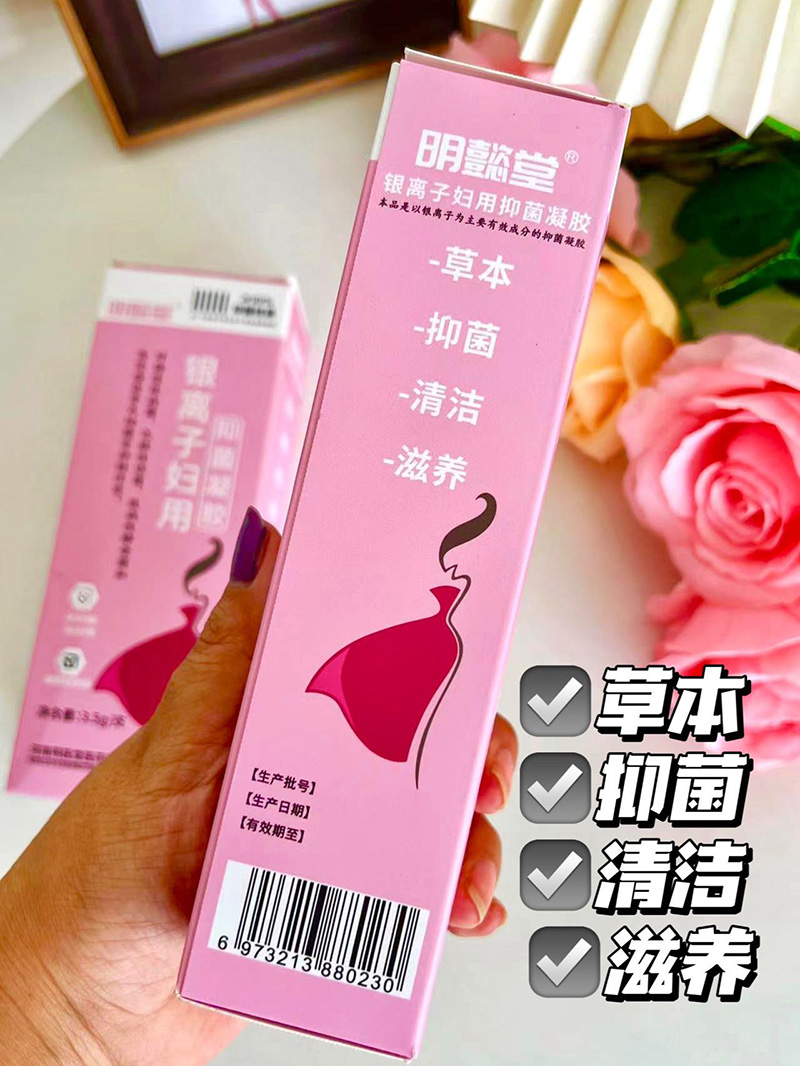 明懿堂®
银离子妇用抑菌凝胶
本品是以银离子为主要有效成分的抑菌凝胶
-草本
-抑菌
-清洁
-滋养
【生产批号】
【生产日期】
【有效期至】
6 973213 880230
银离子妇用
抑菌凝胶
草本
抑菌
清洁
滋养